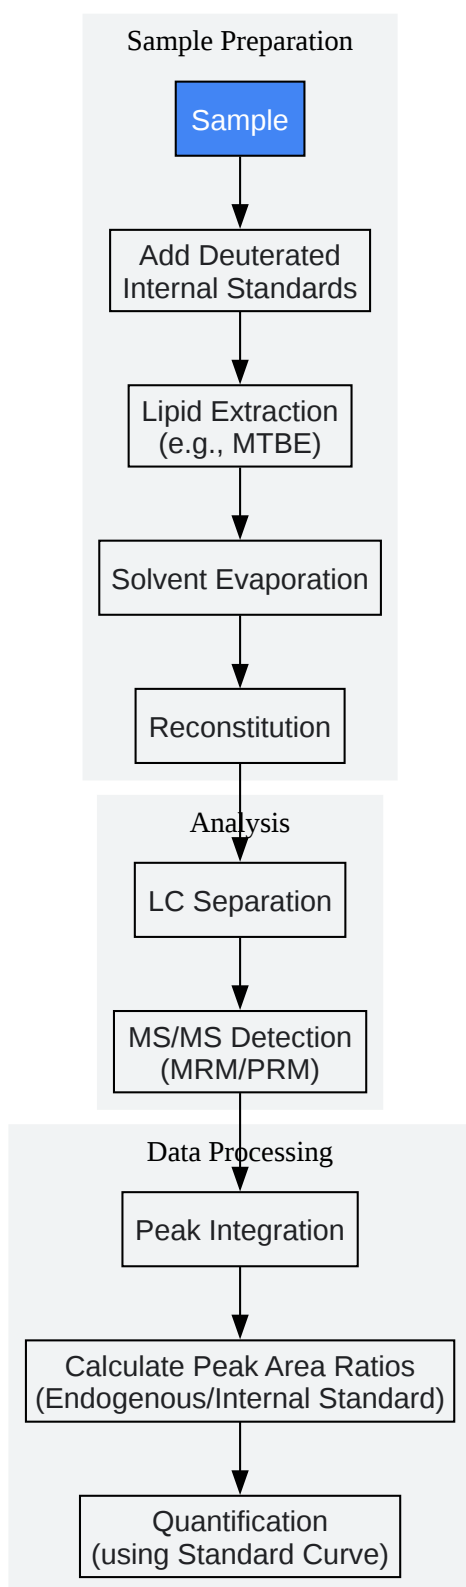 Sample Preparation
Sample
Add Deuterated
Internal Standards
Lipid Extraction
(e.g., MTBE)
Solvent Evaporation
Reconstitution
Analysis
LC Separation
MS/MS Detection
(MRM/PRM)
Data Processing
Peak Integration
Calculate Peak Area Ratios
(Endogenous/Internal Standard)
Quantification
(using Standard Curve)